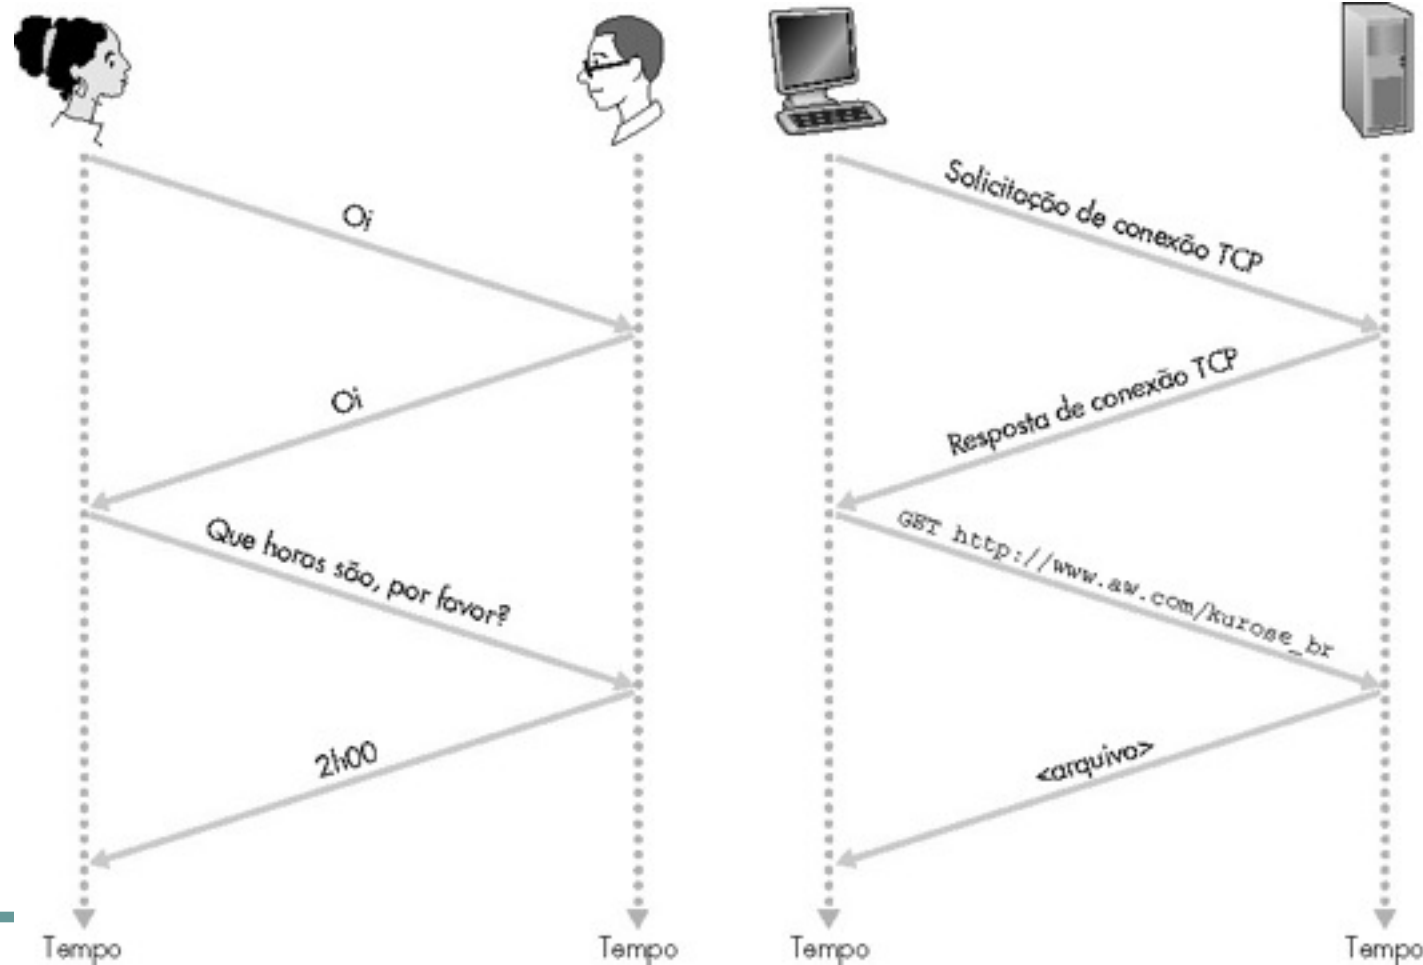 Oi
Oi
Que horas são, por favor?
2h00
Tempo
Tempo
Solicitação de conexão TCP
Resposta de conexão TCP
GET http://www.aw.com/kurose_br
<arquivo>
Tempo
Tempo